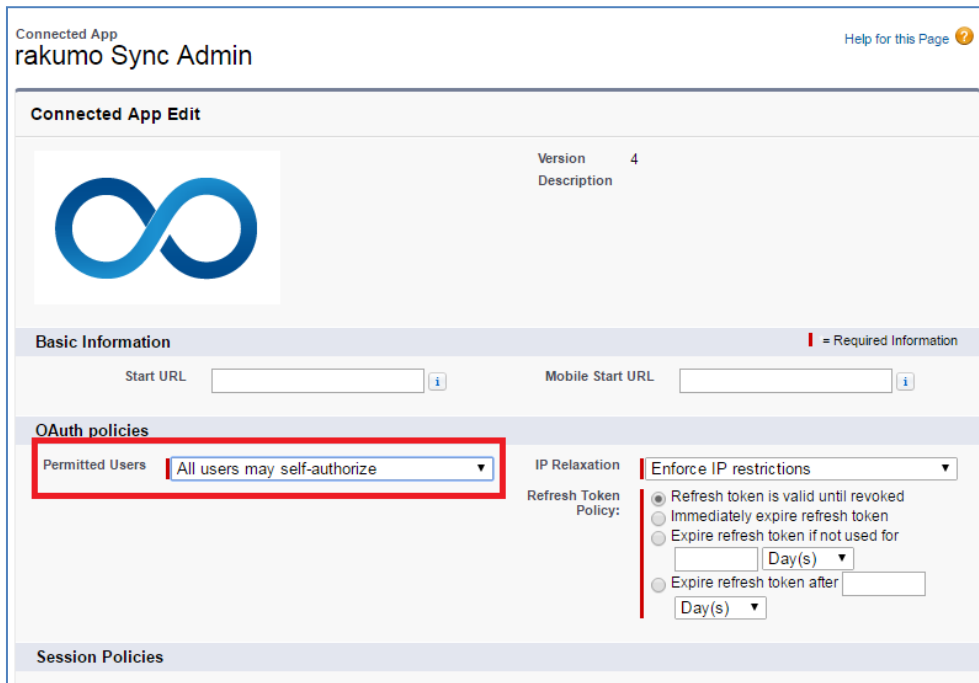 Connected App
rakumo Sync Admin
Help for this Page ?
Connected App Edit
Version 4
Description
Basic Information
= Required Information
Start URL i
Mobile Start URL i
OAuth policies
Permitted Users All users may self-authorize
IP Relaxation Enforce IP restrictions
Refresh Token
Policy:
Refresh token is valid until revoked
Immediately expire refresh token
Expire refresh token if not used for
Day(s)
Expire refresh token after
Day(s)
Session Policies